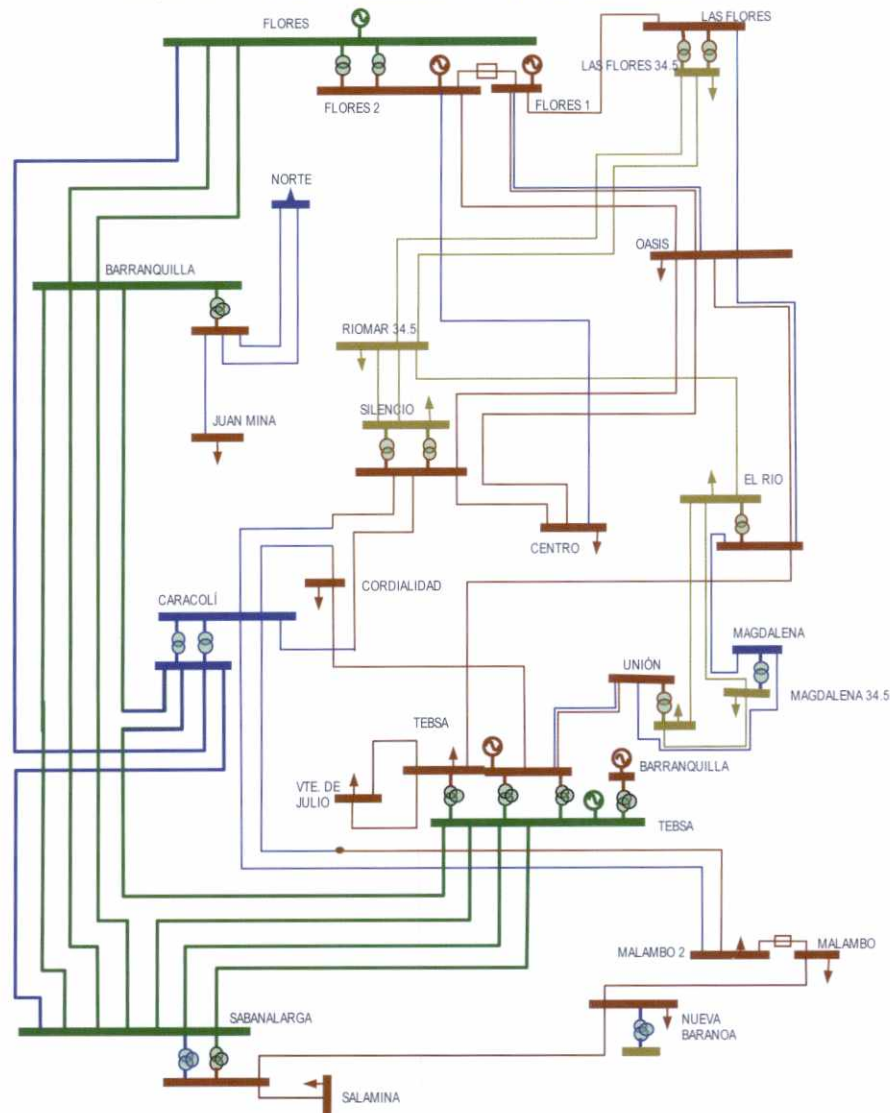 FLORES
LAS FLORES
LAS FLORES 34.5
FLORES 2
FLORES 1
NORTE
OASIS
BARRANQUILLA
RIOMAR 34.5
SILENCIO
JUAN MINA
EL RIO
CENTRO
CORDIALIDAD
CARACOLÍ
MAGDALENA
UNIÓN
MAGDALENA 34.5
TEBSA
BARRANQUILLA
VTE. DE
JULIO
TEBSA
MALAMBO 2
MALAMBO
SABANALARGA
NUEVA
BARANOA
SALAMINA